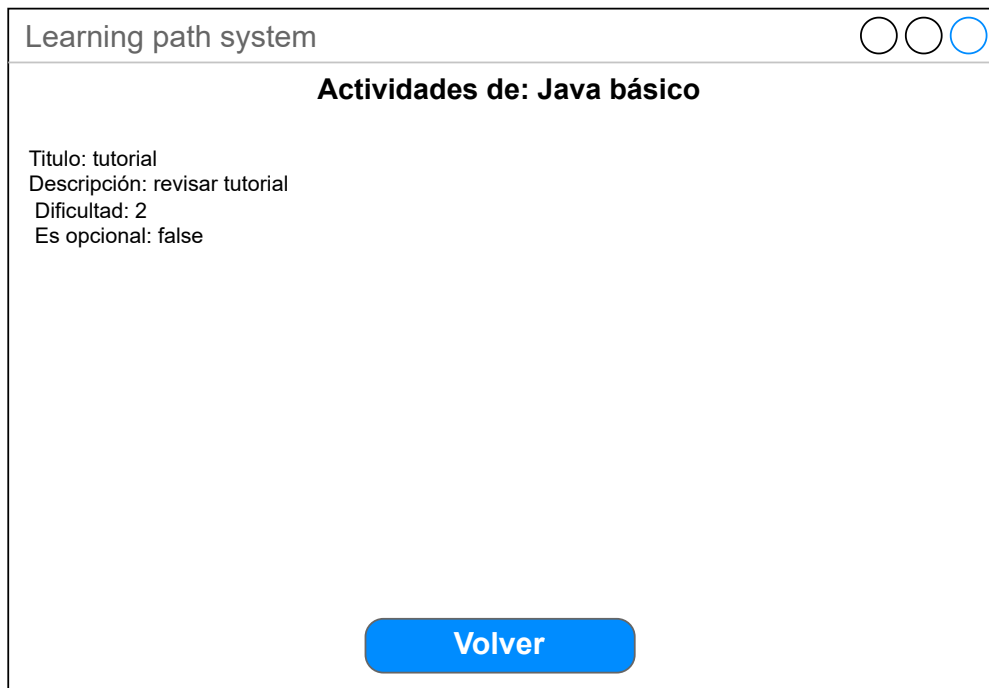 Learning path system
Actividades de: Java básico
Titulo: tutorial
Descripción: revisar tutorial
Dificultad: 2
Es opcional: false
Volver